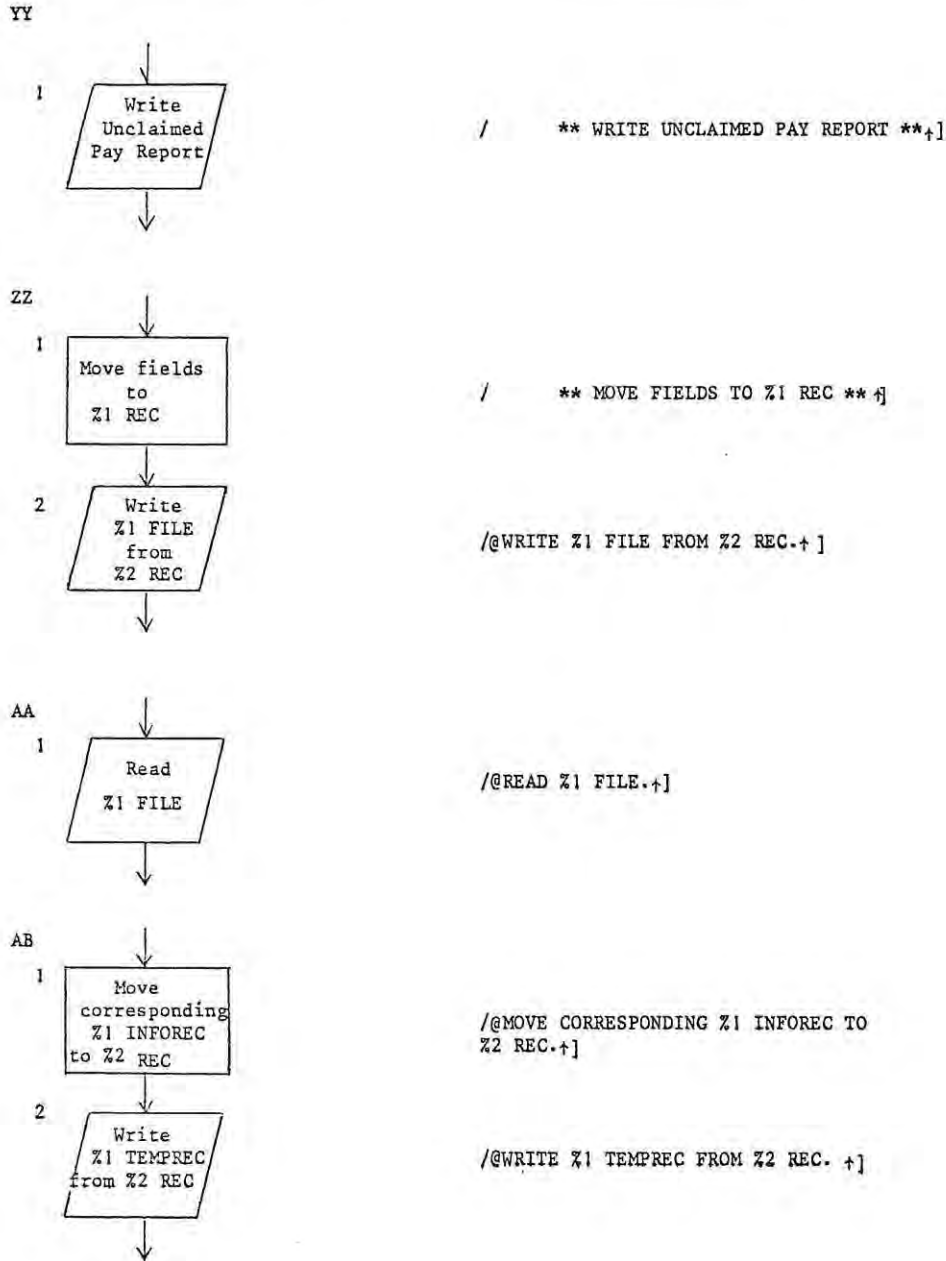 YY
1
Write
Unclaimed
Pay Report
/ ** WRITE UNCLAIMED PAY REPORT **↑]
ZZ
1
Move fields
to
%1 REC
/ ** MOVE FIELDS TO %1 REC ** ↑]
2
Write
%1 FILE
from
%2 REC
/@WRITE %1 FILE FROM %2 REC.↑ ]
AA
1
Read
%1 FILE
/@READ %1 FILE.↑]
AB
1
Move
corresponding
%1 INFOREC
to %2 REC
/@MOVE CORRESPONDING %1 INFOREC TO
%2 REC.↑]
2
Write
%1 TEMPREC
from %2 REC
/@WRITE %1 TEMPREC FROM %2 REC. ↑]